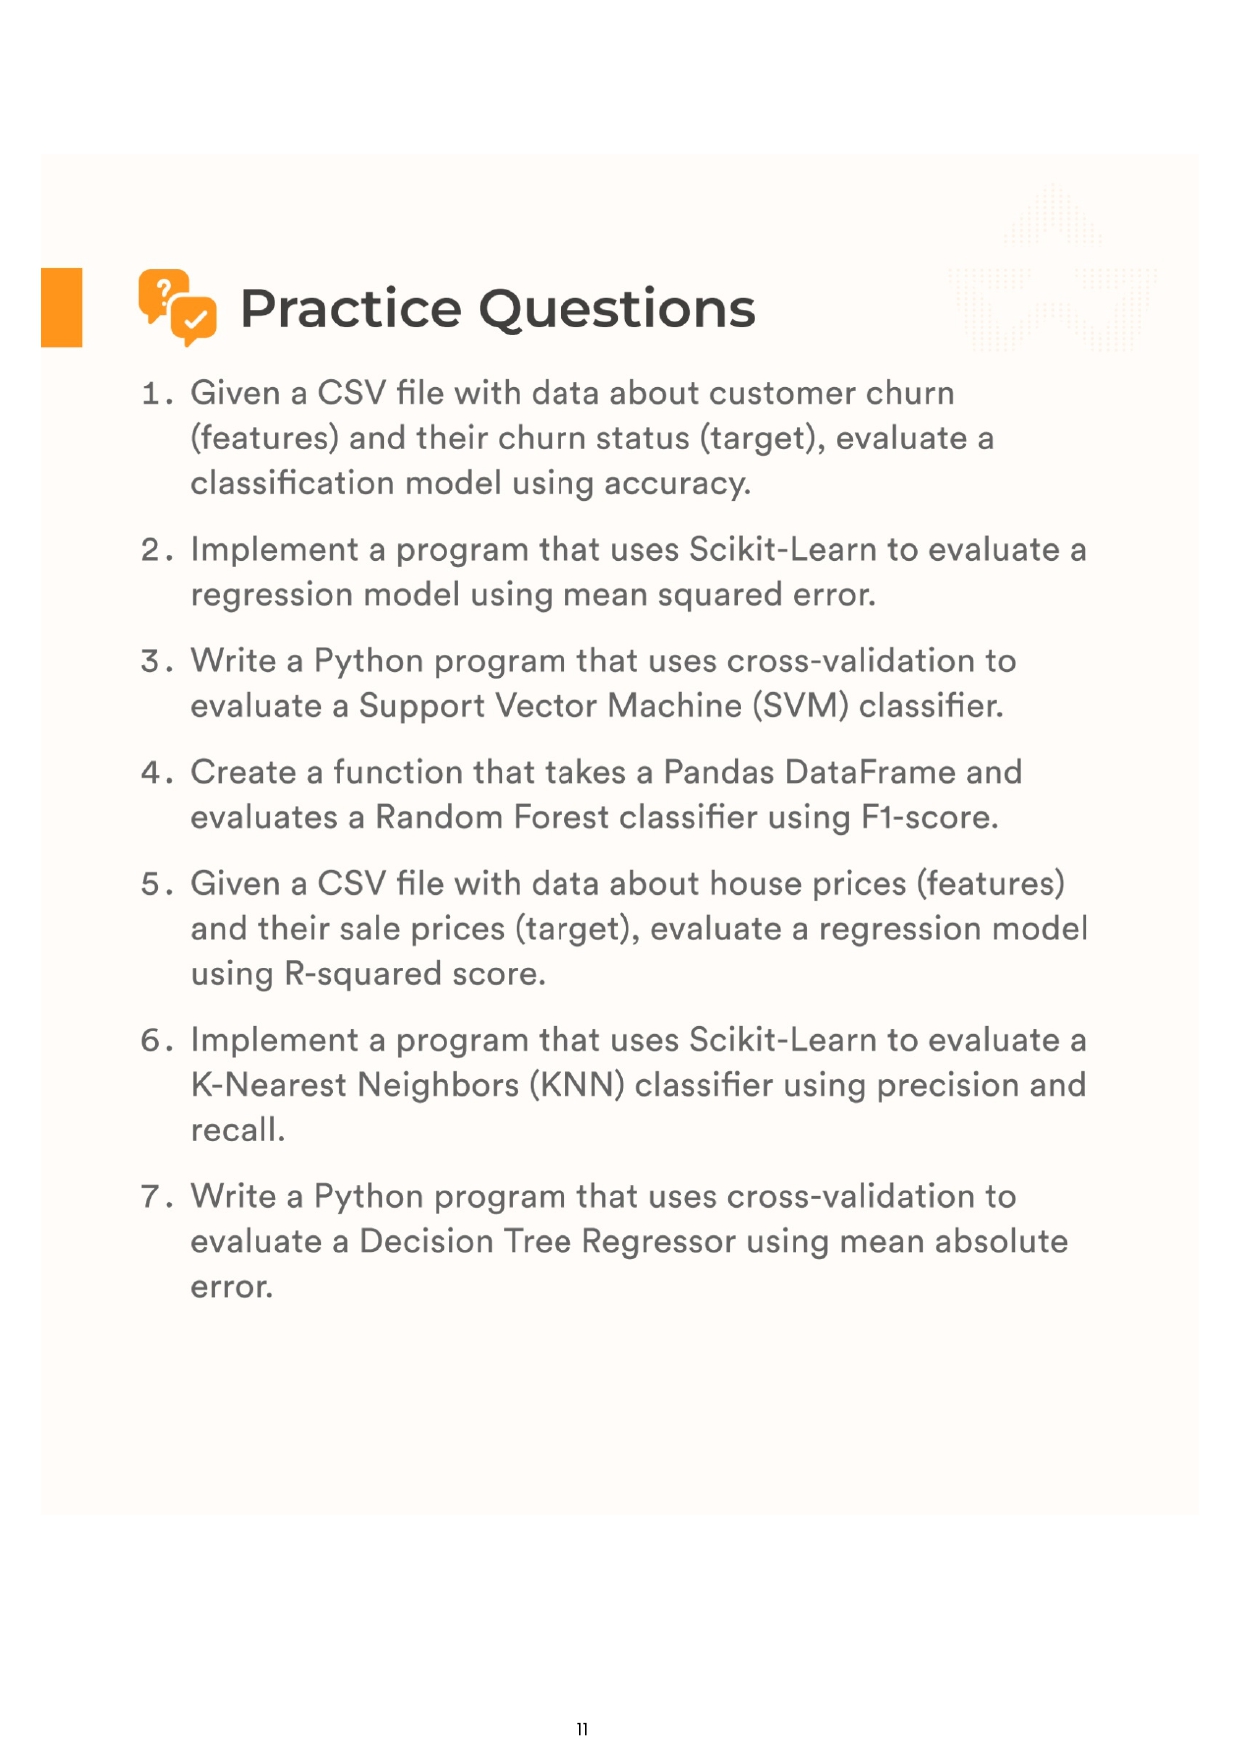 Practice Questions
1. Given a CSV file with data about customer churn
(features) and their churn status (target), evaluate a
classification model using accuracy.
2. Implement a program that uses Scikit-Learn to evaluate a
regression model using mean squared error.
3. Write a Python program that uses cross-validation to
evaluate a Support Vector Machine (SVM) classifier.
4. Create a function that takes a Pandas DataFrame and
evaluates a Random Forest classifier using F1-score.
5. Given a CSV file with data about house prices (features)
and their sale prices (target), evaluate a regression model
using R-squared score.
6. Implement a program that uses Scikit-Learn to evaluate a
K-Nearest Neighbors (KNN) classifier using precision and
recall.
7. Write a Python program that uses cross-validation to
evaluate a Decision Tree Regressor using mean absolute
error.
11